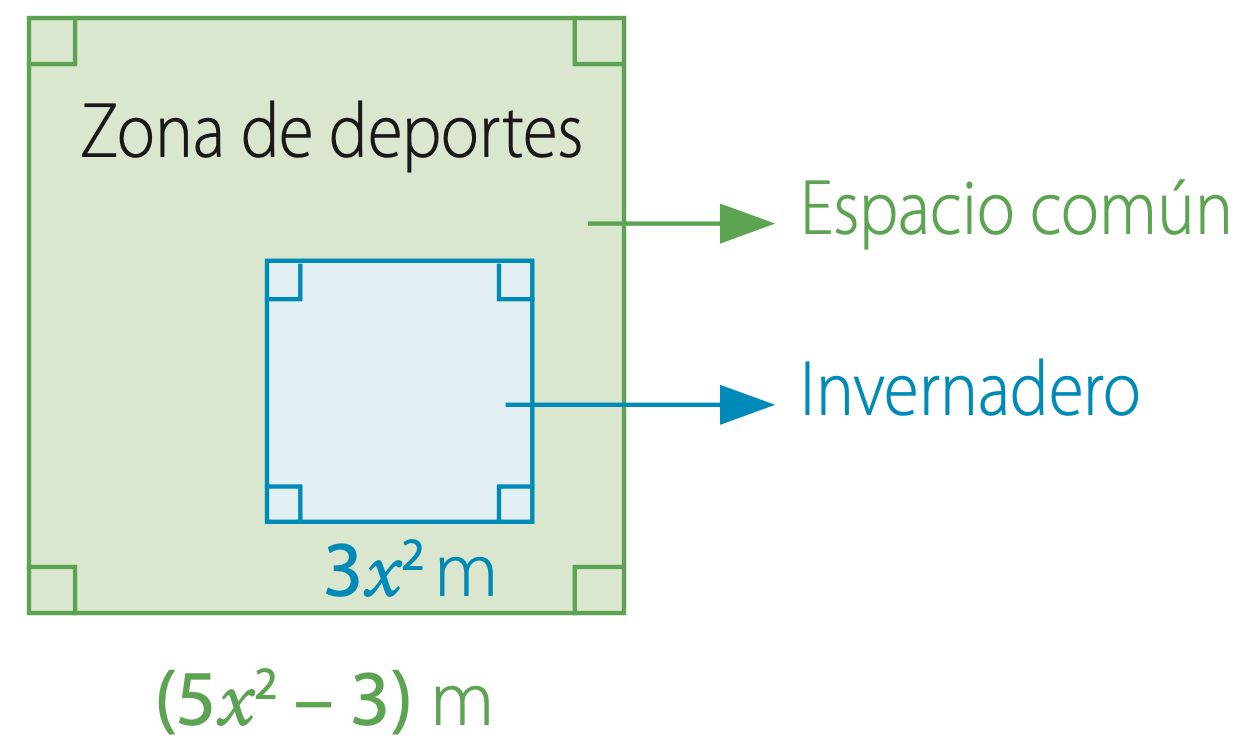 Zona de deportes
Espacio común
Invernadero
3x² m
(5x² – 3) m